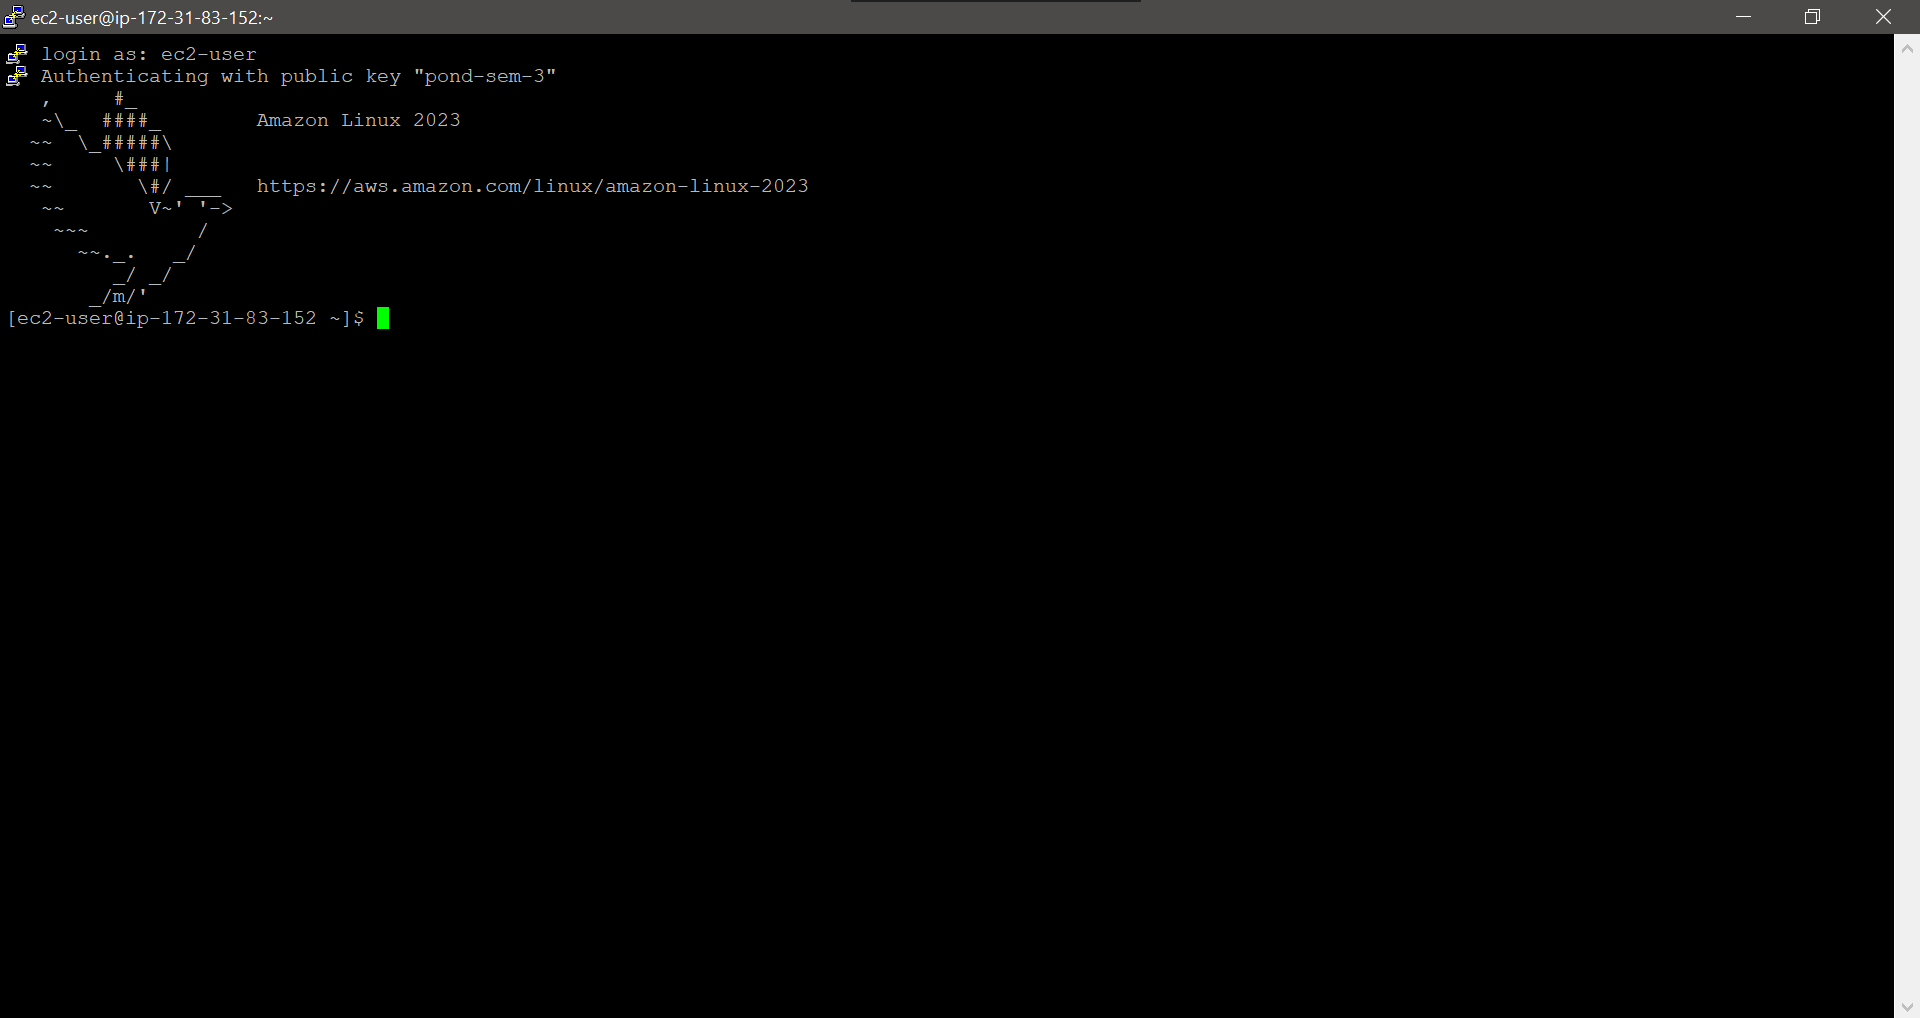 ec2-user@ip-172-31-83-152:~
login as: ec2-user
Authenticating with public key "pond-sem-3"
   ,     #_
   ~\_  ####_        Amazon Linux 2023
  ~~  \_#####\
  ~~     \###|
  ~~       \#/ ___   https://aws.amazon.com/linux/amazon-linux-2023
   ~~       V~' '->
    ~~~         /
      ~~._.   _/
         _/ _/
       _/m/'
[ec2-user@ip-172-31-83-152 ~]$